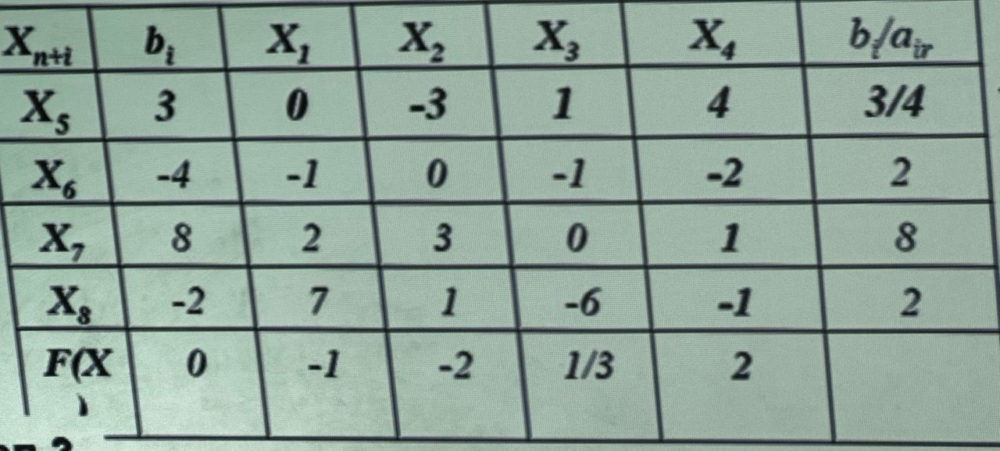 X_{n+i} b_i X_1 X_2 X_3 X_4 b_i/a_{ir}
X_5 3 0 -3 1 4 3/4
X_6 -4 -1 0 -1 -2 2
X_7 8 2 3 0 1 8
X_8 -2 7 1 -6 -1 2
F(X 0 -1 -2 1/3 2
)